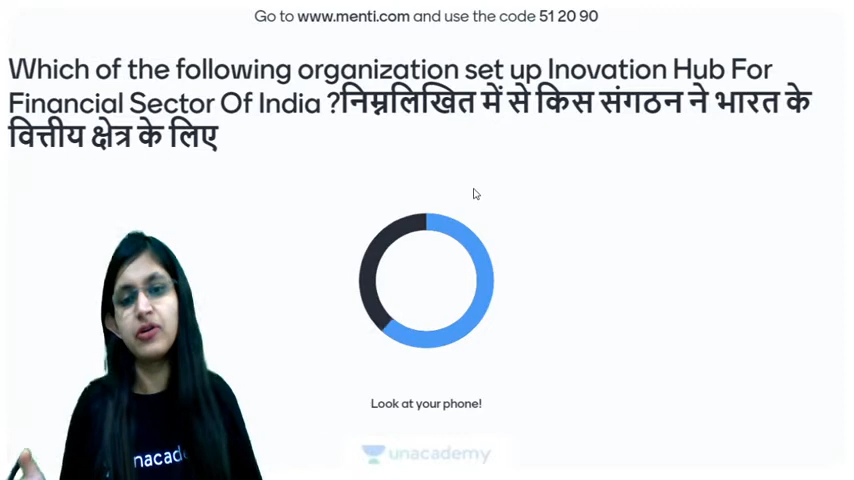 Go to www.menti.com and use the code 51 20 90
Which of the following organization set up Inovation Hub For
Financial Sector Of India ?निम्नलिखित में से किस संगठन ने भारत के
वित्तीय क्षेत्र के लिए
Look at your phone!
unacademy